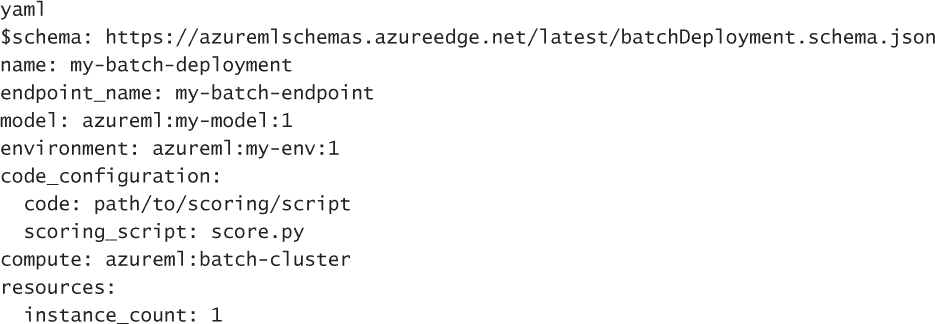 yaml
$schema: https://azuremlschemas.azureedge.net/latest/batchDeployment.schema.json
name: my-batch-deployment
endpoint_name: my-batch-endpoint
model: azureml:my-model:1
environment: azureml:my-env:1
code_configuration:
  code: path/to/scoring/script
  scoring_script: score.py
compute: azureml:batch-cluster
resources:
  instance_count: 1